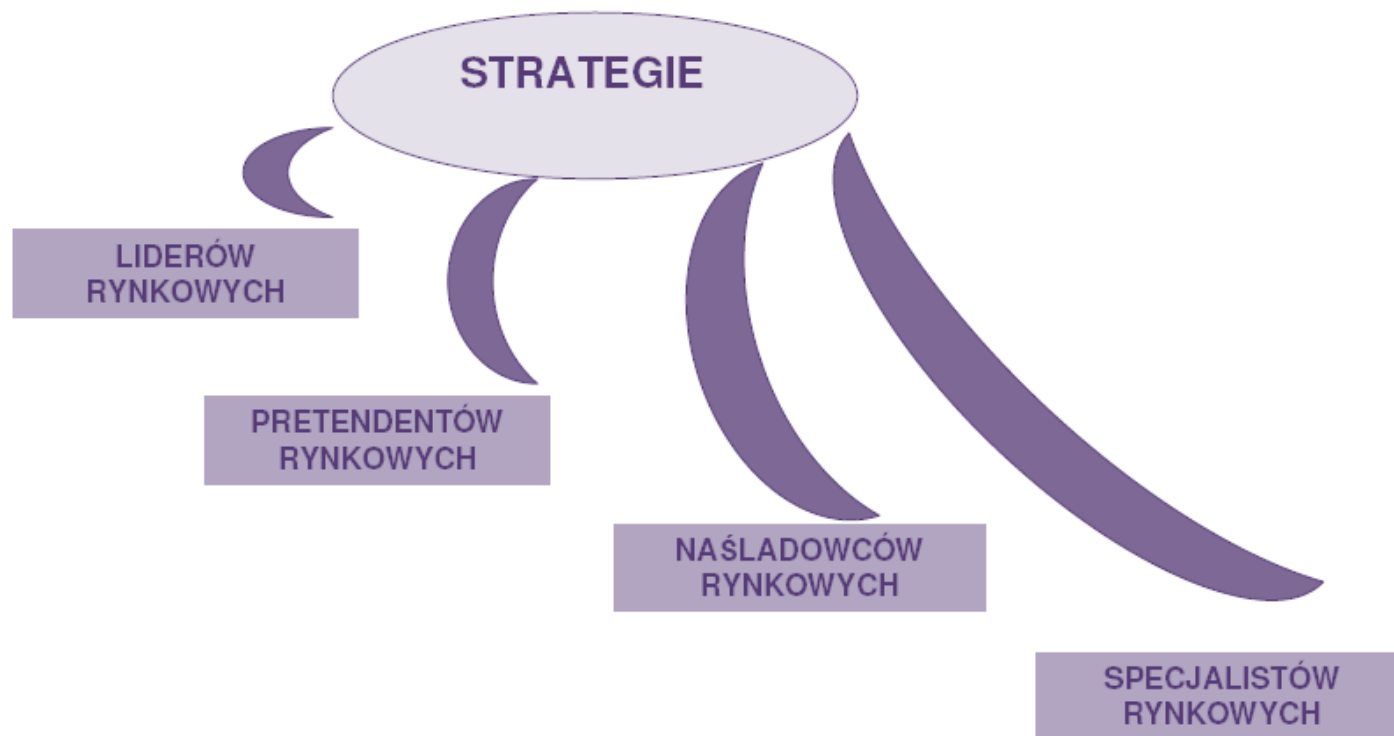 STRATEGIE
LIDERÓW
RYNKOWYCH
PRETENDENTÓW
RYNKOWYCH
NAŚLADOWCÓW
RYNKOWYCH
SPECJALISTÓW
RYNKOWYCH